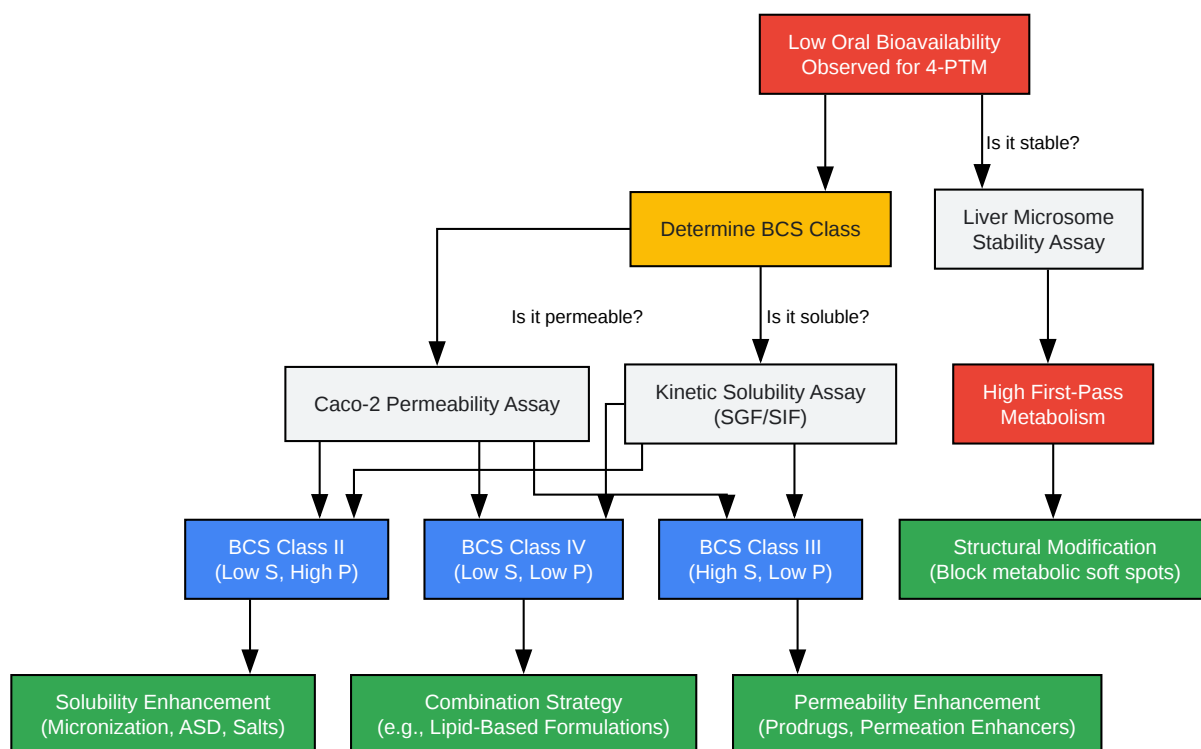 Low Oral Bioavailability
Observed for 4-PTM
Is it stable?
Determine BCS Class
Liver Microsome
Stability Assay
Is it permeable?
Is it soluble?
Caco-2 Permeability Assay
Kinetic Solubility Assay
(SGF/SIF)
High First-Pass
Metabolism
BCS Class II
(Low S, High P)
BCS Class IV
(Low S, Low P)
BCS Class III
(High S, Low P)
Structural Modification
(Block metabolic soft spots)
Solubility Enhancement
(Micronization, ASD, Salts)
Combination Strategy
(e.g., Lipid-Based Formulations)
Permeability Enhancement
(Prodrugs, Permeation Enhancers)